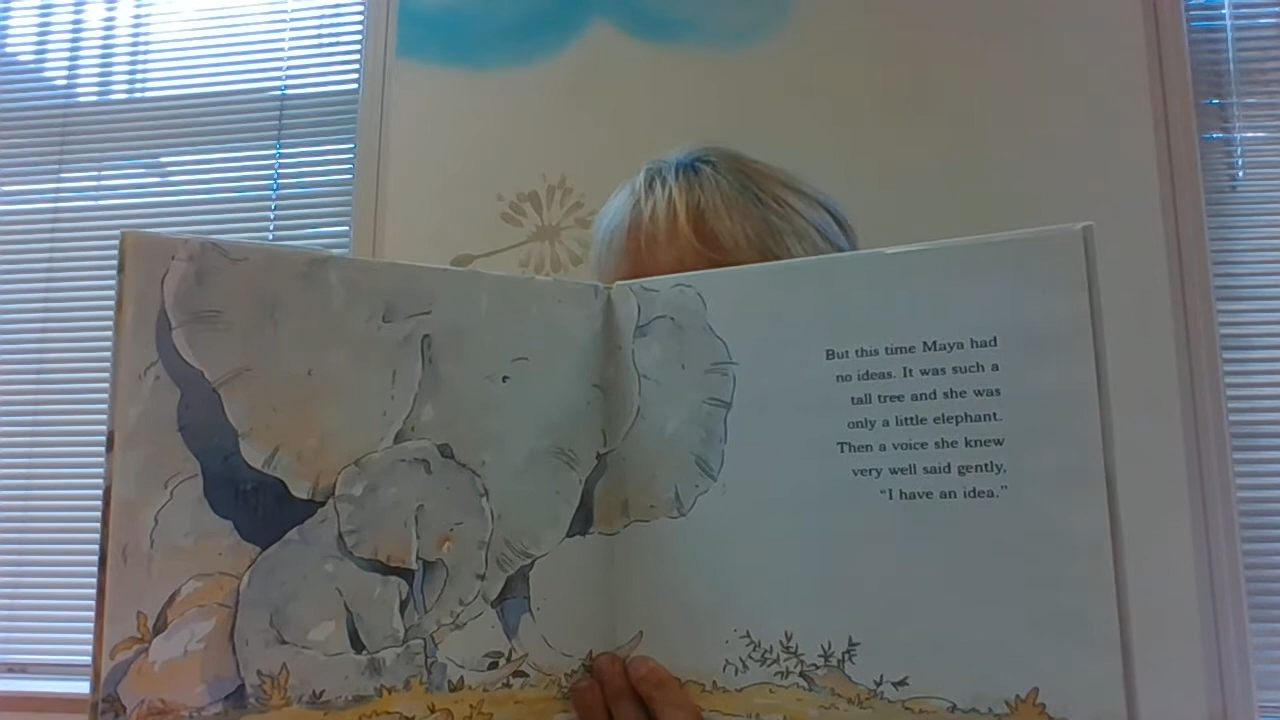 But this time Maya had
no ideas. It was such a
tall tree and she was
only a little elephant.
Then a voice she knew
very well said gently,
“I have an idea.”